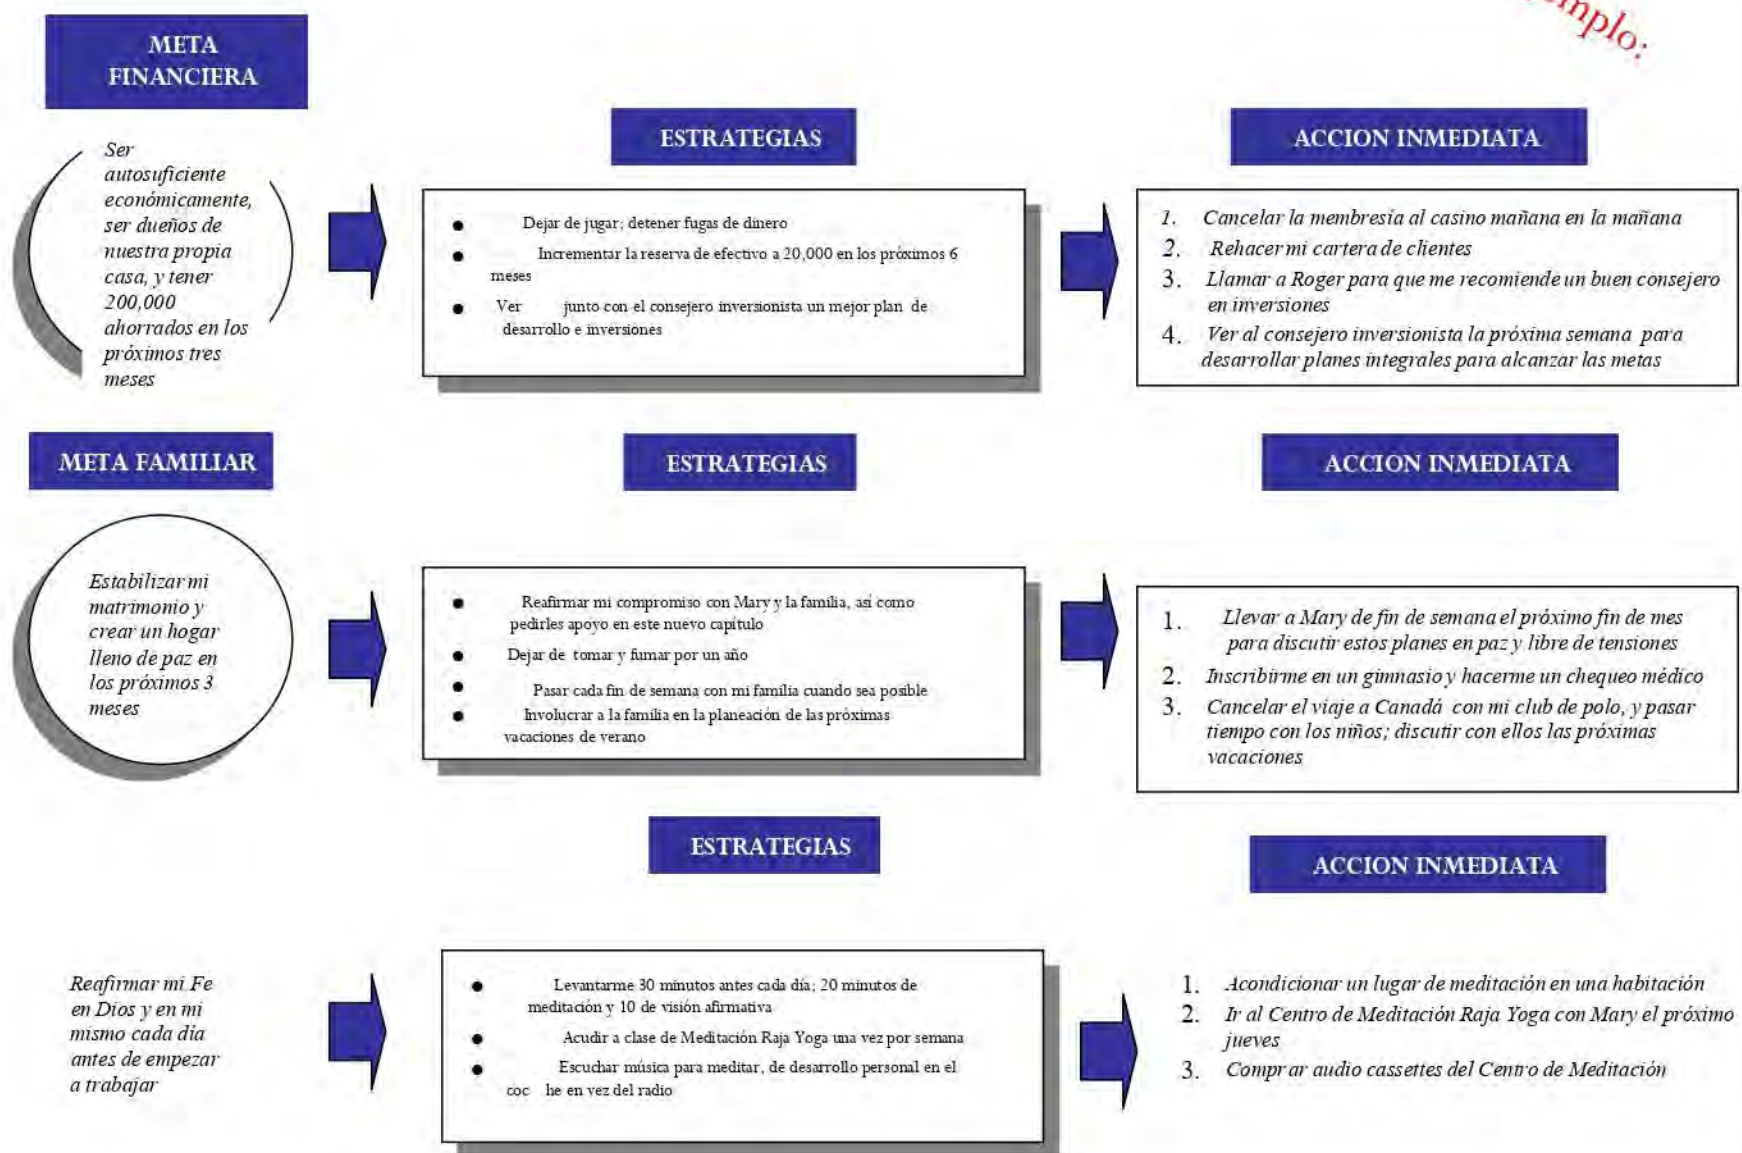 META
FINANCIERA
Ser
autosuficiente
económicamente,
ser dueños de
nuestra propia
casa, y tener
200,000
ahorrados en los
próximos tres
meses
ESTRATEGIAS
● Dejar de jugar; detener fugas de dinero
● Incrementar la reserva de efectivo a 20,000 en los próximos 6
meses
● Ver junto con el consejero inversionista un mejor plan de
desarrollo e inversiones
ACCION INMEDIATA
1. Cancelar la membresía al casino mañana en la mañana
2. Rehacer mi cartera de clientes
3. Llamar a Roger para que me recomiende un buen consejero
en inversiones
4. Ver al consejero inversionista la próxima semana para
desarrollar planes integrales para alcanzar las metas
META FAMILIAR
Estabilizar mi
matrimonio y
crear un hogar
lleno de paz en
los próximos 3
meses
ESTRATEGIAS
● Reafirmar mi compromiso con Mary y la familia, así como
pedirles apoyo en este nuevo capítulo
● Dejar de tomar y fumar por un año
● Pasar cada fin de semana con mi familia cuando sea posible
● Involucrar a la familia en la planeación de las próximas
vacaciones de verano
ACCION INMEDIATA
1. Llevar a Mary de fin de semana el próximo fin de mes
para discutir estos planes en paz y libre de tensiones
2. Inscribirme en un gimnasio y hacerme un chequeo médico
3. Cancelar el viaje a Canadá con mi club de polo, y pasar
tiempo con los niños; discutir con ellos las próximas
vacaciones
Reafirmar mi Fe
en Dios y en mi
mismo cada día
antes de empezar
a trabajar
ESTRATEGIAS
● Levantarme 30 minutos antes cada día; 20 minutos de
meditación y 10 de visión afirmativa
● Acudir a clase de Meditación Raja Yoga una vez por semana
● Escuchar música para meditar, de desarrollo personal en el
coc he en vez del radio
ACCION INMEDIATA
1. Acondicionar un lugar de meditación en una habitación
2. Ir al Centro de Meditación Raja Yoga con Mary el próximo
jueves
3. Comprar audio cassettes del Centro de Meditación